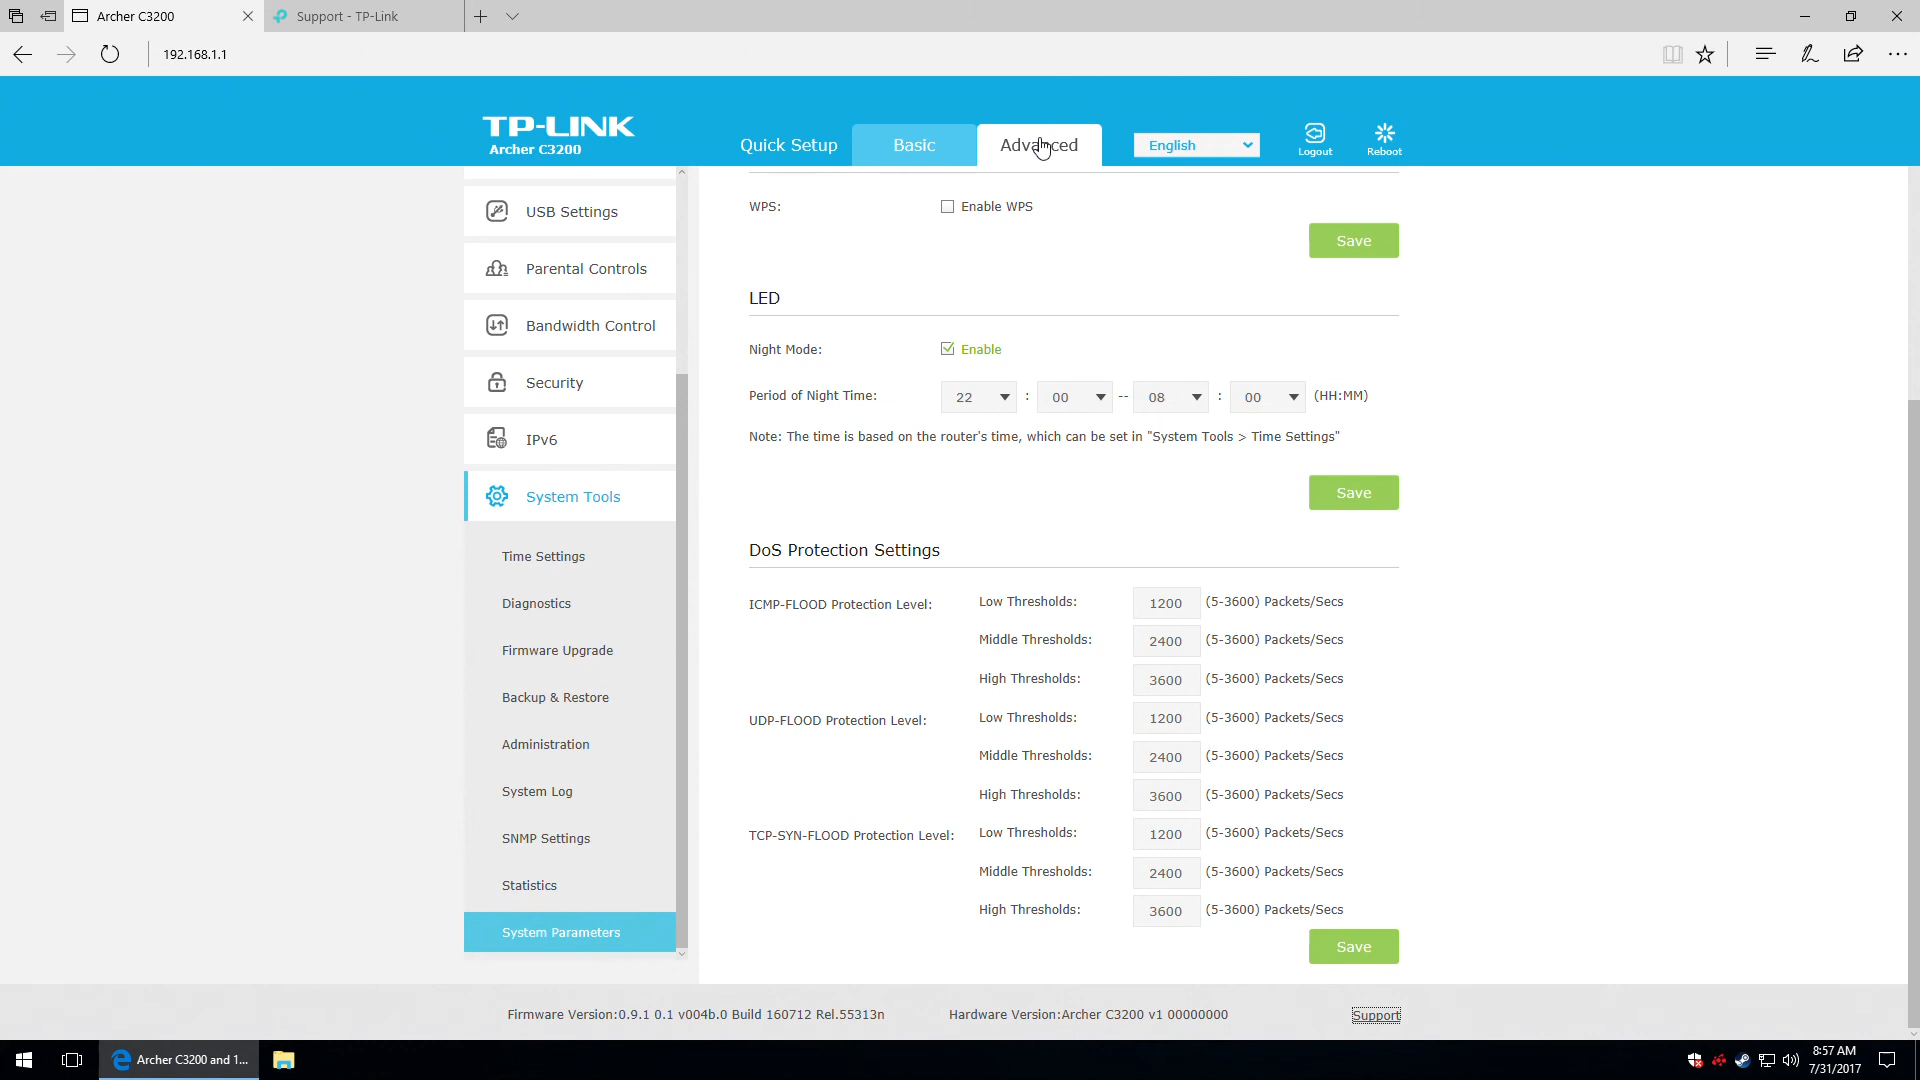 Archer C3200
Support - TP-Link
192.168.1.1
TP-LINK
Archer C3200
Quick Setup
Basic
Advanced
English
Logout
Reboot
USB Settings
Parental Controls
Bandwidth Control
Security
IPv6
System Tools
Time Settings
Diagnostics
Firmware Upgrade
Backup & Restore
Administration
System Log
SNMP Settings
Statistics
System Parameters
WPS: Enable WPS
Save
LED
Night Mode: Enable
Period of Night Time: 22 : 00 -- 08 : 00 (HH:MM)
Note: The time is based on the router's time, which can be set in "System Tools > Time Settings"
Save
DoS Protection Settings
ICMP-FLOOD Protection Level: Low Thresholds: 1200 (5-3600) Packets/Secs
Middle Thresholds: 2400 (5-3600) Packets/Secs
High Thresholds: 3600 (5-3600) Packets/Secs
UDP-FLOOD Protection Level: Low Thresholds: 1200 (5-3600) Packets/Secs
Middle Thresholds: 2400 (5-3600) Packets/Secs
High Thresholds: 3600 (5-3600) Packets/Secs
TCP-SYN-FLOOD Protection Level: Low Thresholds: 1200 (5-3600) Packets/Secs
Middle Thresholds: 2400 (5-3600) Packets/Secs
High Thresholds: 3600 (5-3600) Packets/Secs
Save
Firmware Version:0.9.1 0.1 v004b.0 Build 160712 Rel.55313n
Hardware Version:Archer C3200 v1 00000000
Support
Archer C3200 and 1...
8:57 AM
7/31/2017